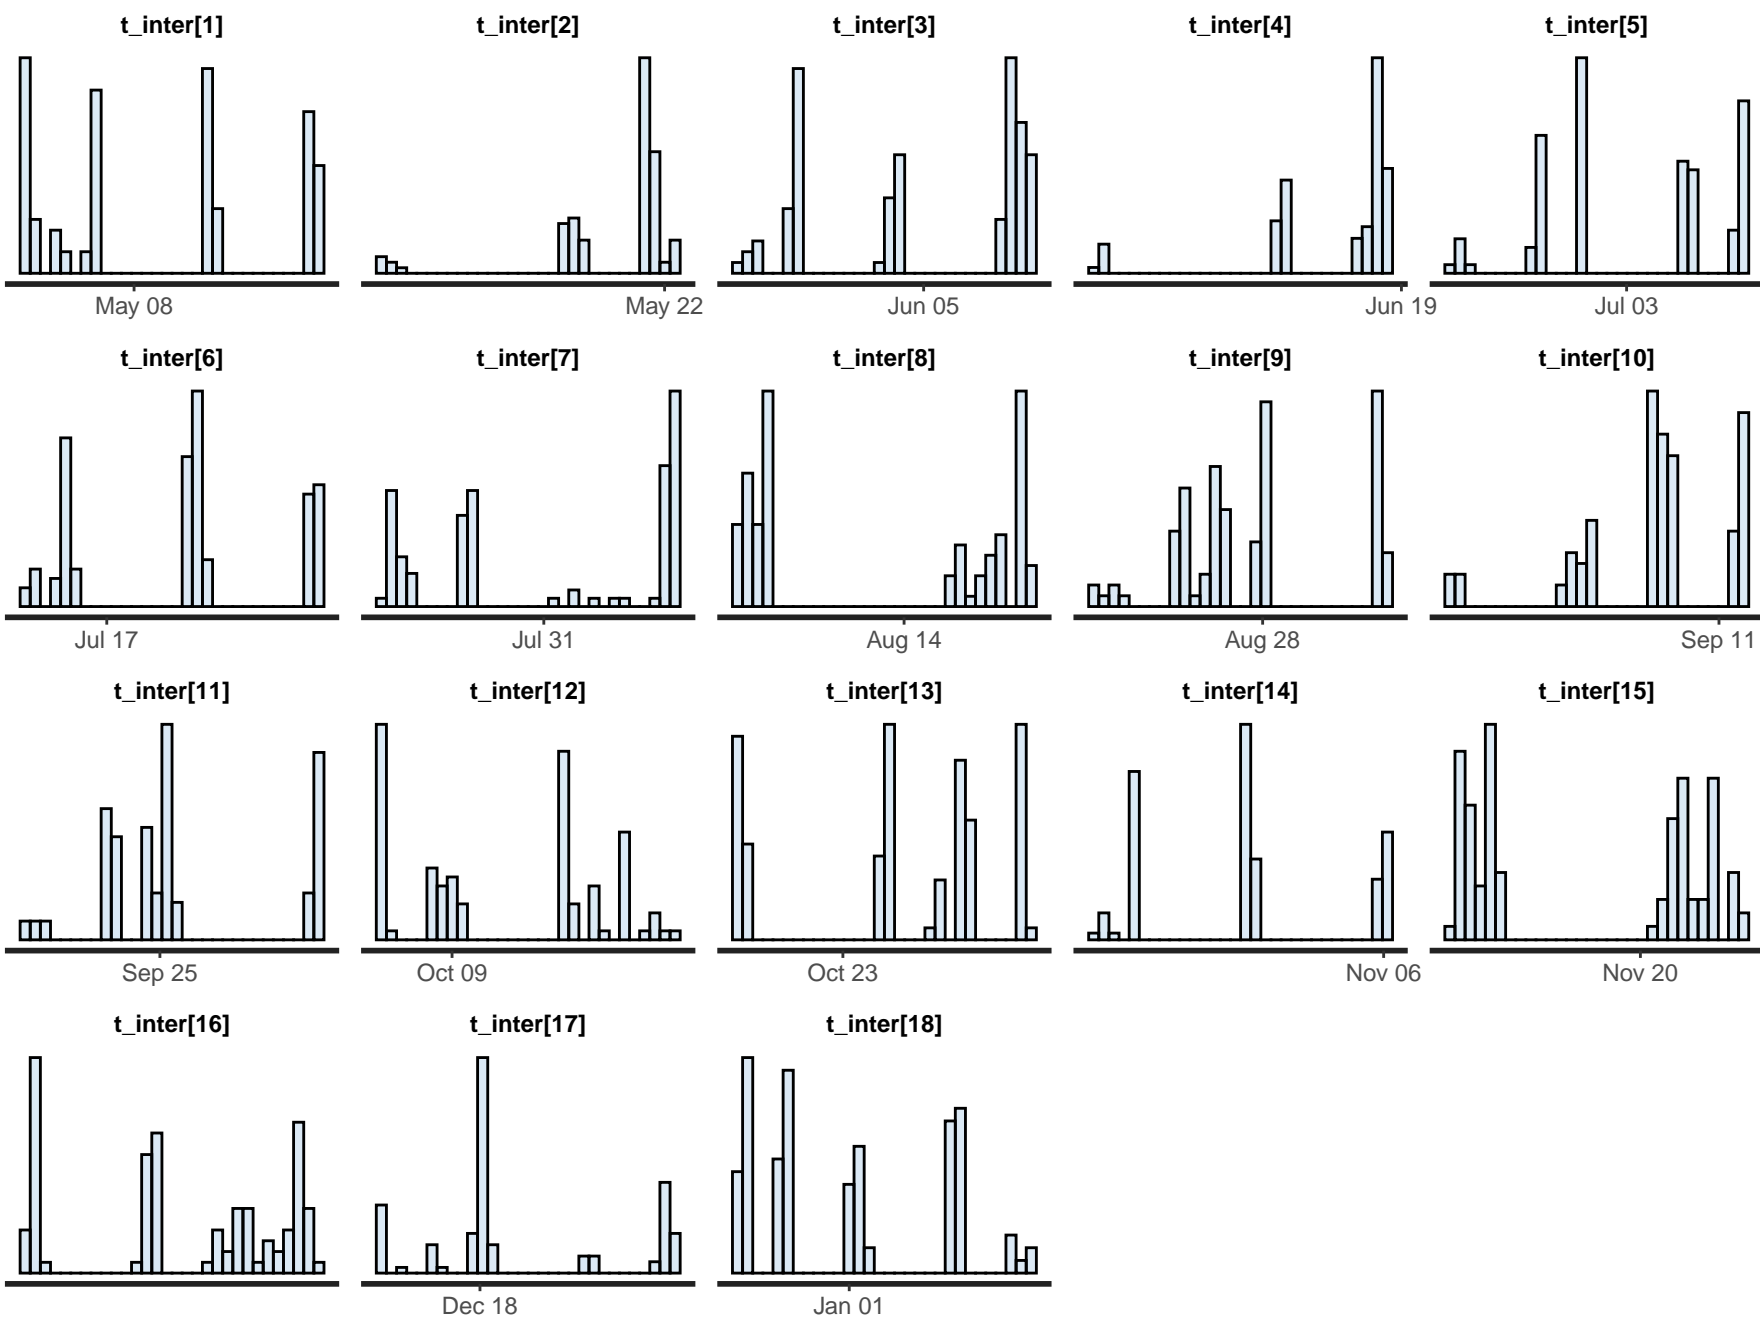 t_inter[1] t_inter[2] t_inter[3] t_inter[4] t_inter[5]
May 08 May 22 Jun 05 Jun 19 Jul 03
t_inter[6] t_inter[7] t_inter[8] t_inter[9] t_inter[10]
Jul 17 Jul 31 Aug 14 Aug 28 Sep 11
t_inter[11] t_inter[12] t_inter[13] t_inter[14] t_inter[15]
Sep 25 Oct 09 Oct 23 Nov 06 Nov 20
t_inter[16] t_inter[17] t_inter[18]
Dec 18 Jan 01